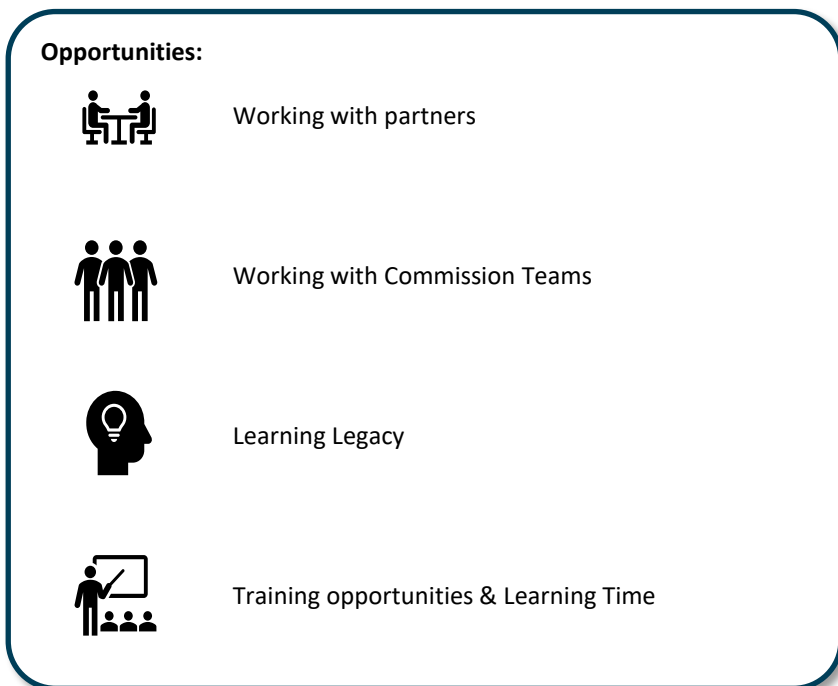 Opportunities:
Working with partners
Working with Commission Teams
Learning Legacy
Training opportunities & Learning Time